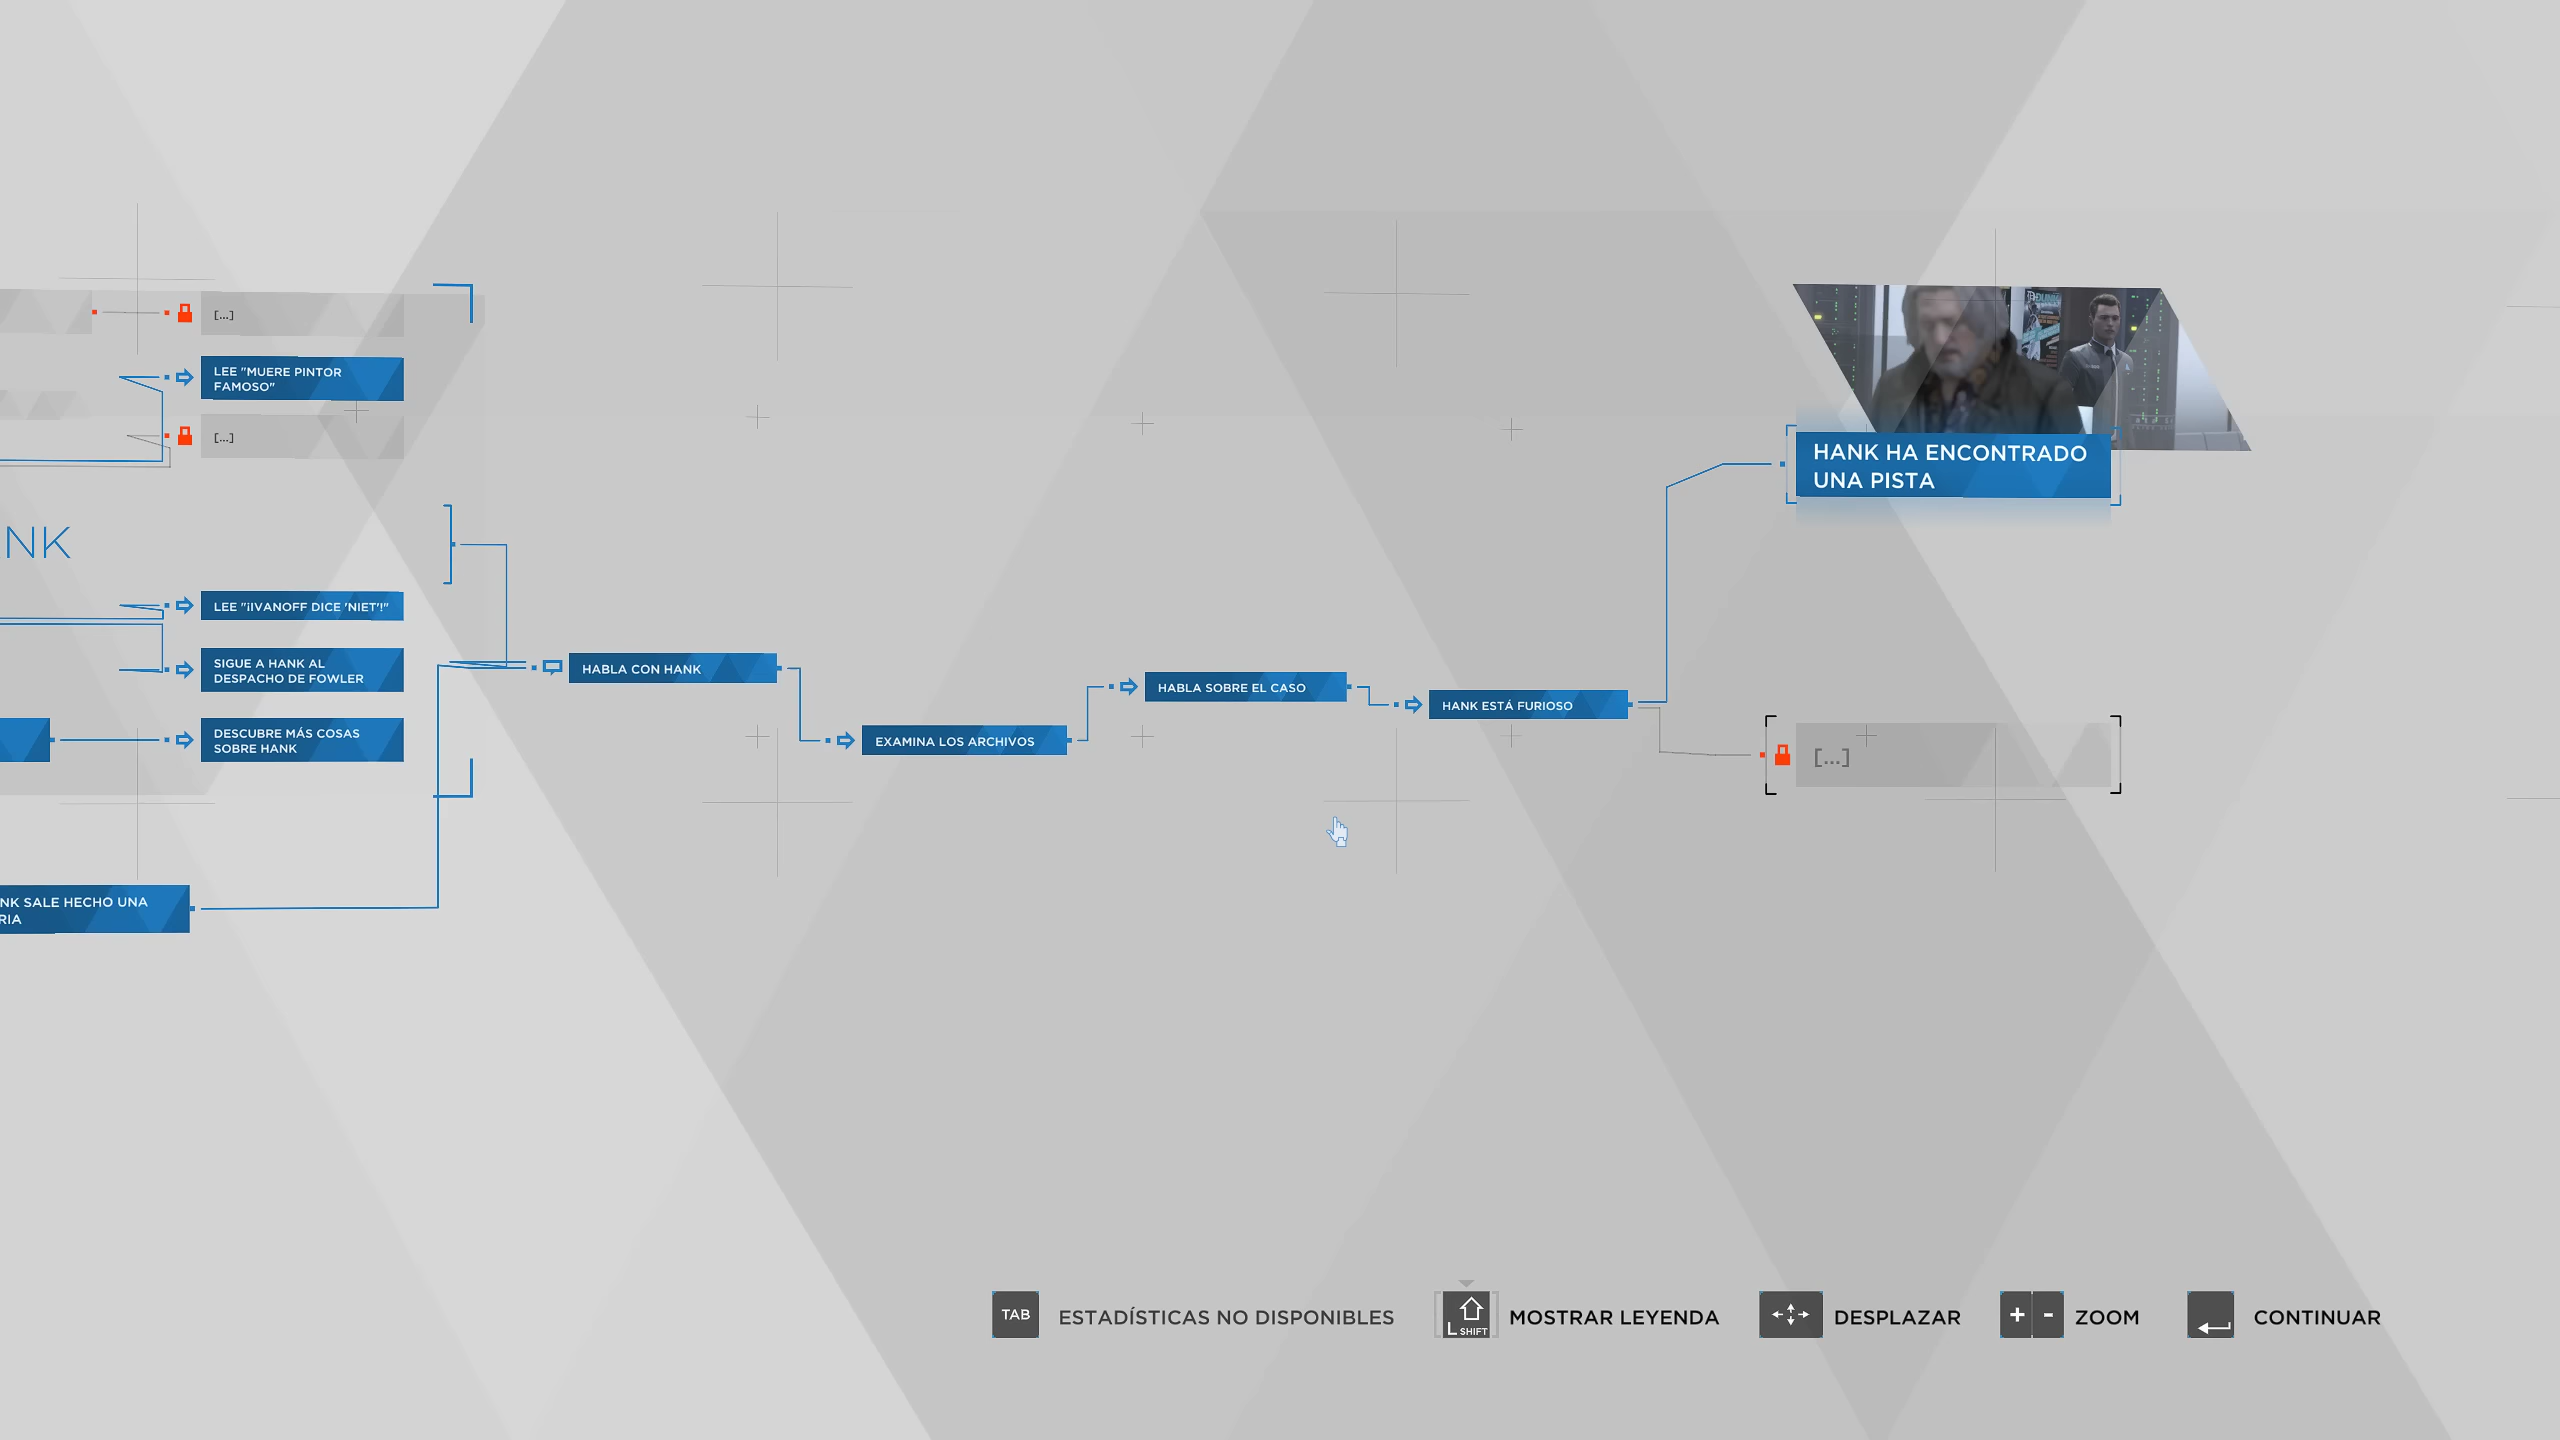 [...]
LEE "MUERE PINTOR
FAMOSO"
[...]
NK
LEE "¡IVANOFF DICE 'NIET'!"
SIGUE A HANK AL
DESPACHO DE FOWLER
DESCUBRE MÁS COSAS
SOBRE HANK
NK SALE HECHO UNA
RIA
HABLA CON HANK
EXAMINA LOS ARCHIVOS
HABLA SOBRE EL CASO
HANK ESTÁ FURIOSO
HANK HA ENCONTRADO
UNA PISTA
[...]
TAB ESTADÍSTICAS NO DISPONIBLES
L SHIFT MOSTRAR LEYENDA
DESPLAZAR
+ - ZOOM
CONTINUAR